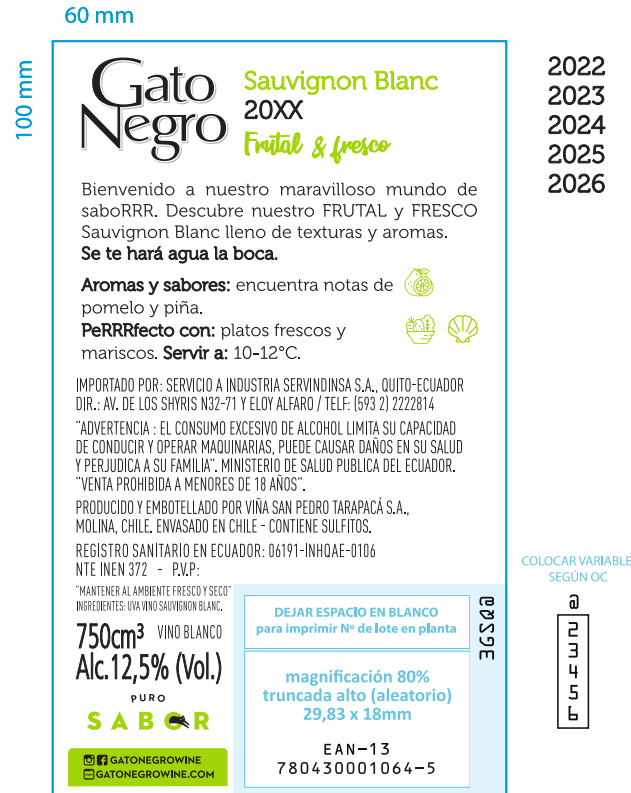 60 mm
100 mm
Gato
Negro
Sauvignon Blanc
20XX
Frutal & fresco
Bienvenido a nuestro maravilloso mundo de
saboRRR. Descubre nuestro FRUTAL y FRESCO
Sauvignon Blanc lleno de texturas y aromas.
Se te hará agua la boca.
Aromas y sabores: encuentra notas de
pomelo y piña.
PeRRRfecto con: platos frescos y
mariscos. Servir a: 10-12°C.
IMPORTADO POR: SERVICIO A INDUSTRIA SERVINDINSA S.A., QUITO-ECUADOR
DIR.: AV. DE LOS SHYRIS N32-71 Y ELOY ALFARO / TELF: (593 2) 2222814
"ADVERTENCIA : EL CONSUMO EXCESIVO DE ALCOHOL LIMITA SU CAPACIDAD
DE CONDUCIR Y OPERAR MAQUINARIAS, PUEDE CAUSAR DAÑOS EN SU SALUD
Y PERJUDICA A SU FAMILIA". MINISTERIO DE SALUD PUBLICA DEL ECUADOR.
"VENTA PROHIBIDA A MENORES DE 18 AÑOS".
PRODUCIDO Y EMBOTELLADO POR VIÑA SAN PEDRO TARAPACÁ S.A.,
MOLINA, CHILE. ENVASADO EN CHILE - CONTIENE SULFITOS.
REGISTRO SANITARIO EN ECUADOR: 06191-INHQAE-0106
NTE INEN 372 - P.V.P:
"MANTENER AL AMBIENTE FRESCO Y SECO"
INGREDIENTES: UVA VINO SAUVIGNON BLANC.
750cm³ VINO BLANCO
Alc.12,5% (Vol.)
PURO
SABOR
GATONEGROWINE
GATONEGROWINE.COM
DEJAR ESPACIO EN BLANCO
para imprimir Nº de lote en planta
3GSQ@
magnificación 80%
truncada alto (aleatorio)
29,83 x 18mm
EAN-13
780430001064-5
2022
2023
2024
2025
2026
COLOCAR VARIABLE
SEGÚN OC
@
2
3
4
5
6